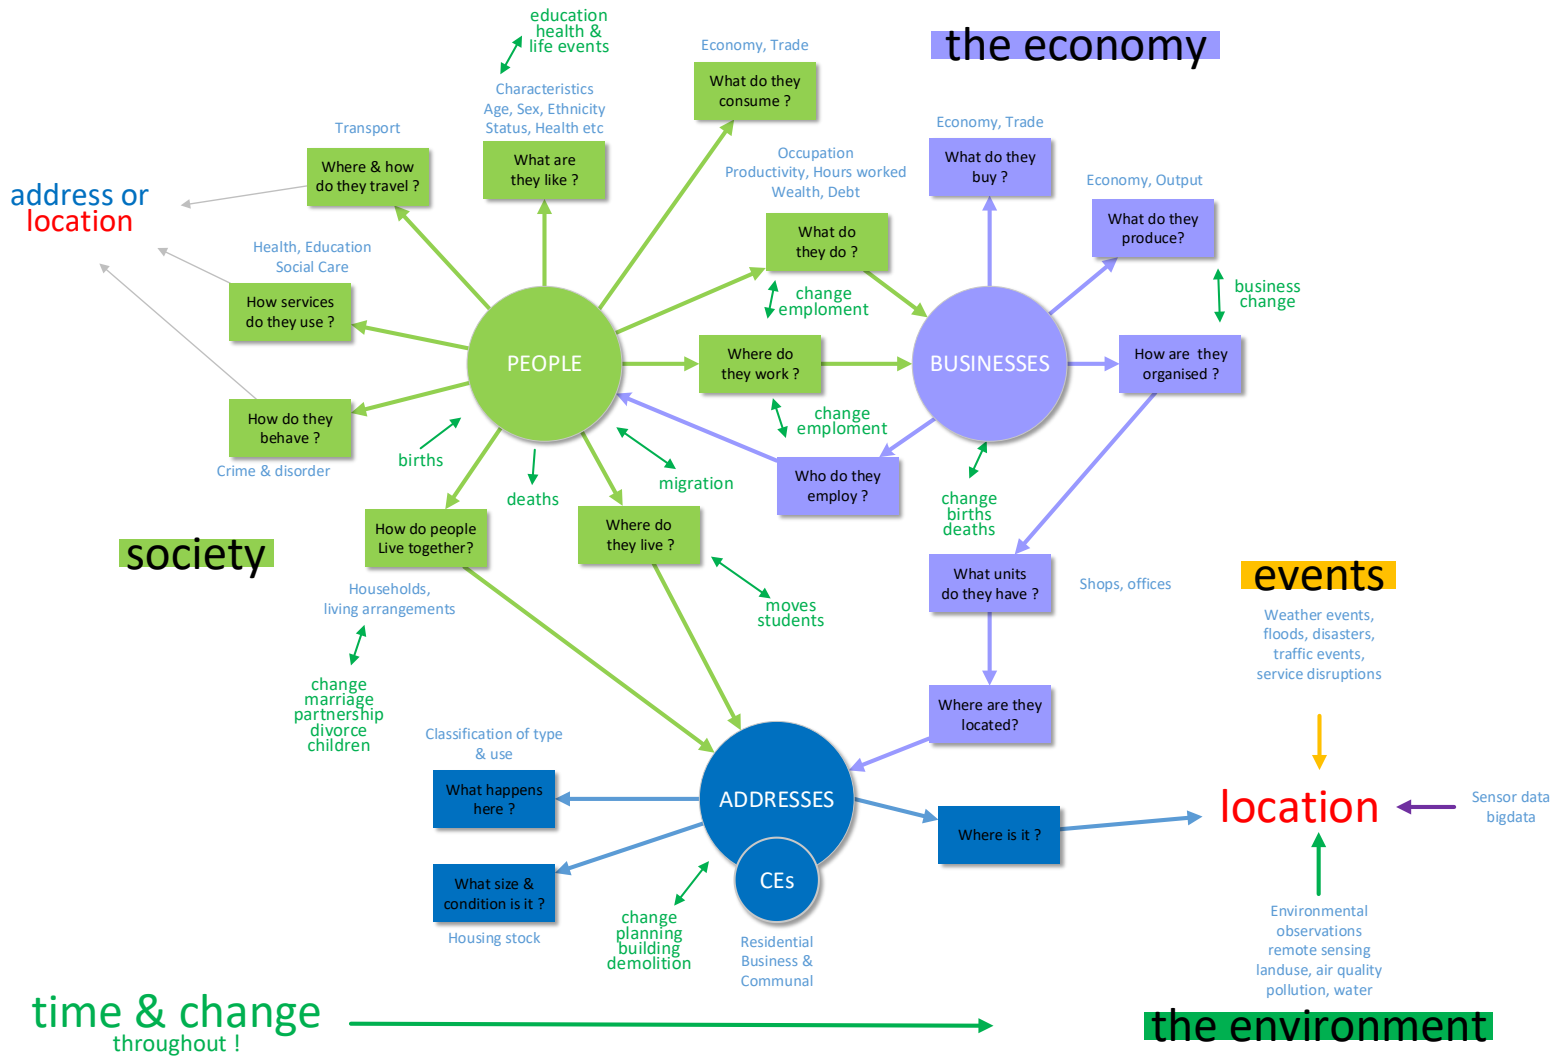 education
health &
life events
the economy
Economy, Trade
What do they
consume ?
Characteristics
Age, Sex, Ethnicity
Status, Health etc
What are
they like ?
Transport
Where & how
do they travel ?
address or
location
Health, Education
Social Care
How services
do they use ?
How do they
behave ?
Crime & disorder
Occupation
Productivity, Hours worked
Wealth, Debt
What do
they do ?
change
emploment
Economy, Trade
What do they
buy ?
Economy, Output
What do they
produce?
business
change
PEOPLE
Where do
they work ?
BUSINESSES
How are they
organised ?
change
emploment
births
deaths
migration
Who do they
employ ?
change
births
deaths
society
How do people
Live together?
Where do
they live ?
Households,
living arrangements
moves
students
change
marriage
partnership
divorce
children
What units
do they have ?
Shops, offices
Where are they
located?
events
Weather events,
floods, disasters,
traffic events,
service disruptions
Classification of type
& use
What happens
here ?
ADDRESSES
Where is it ?
location
Sensor data
bigdata
What size &
condition is it ?
Housing stock
CEs
change
planning
building
demolition
Residential
Business &
Communal
Environmental
observations
remote sensing
landuse, air quality
pollution, water
time & change
throughout !
the environment